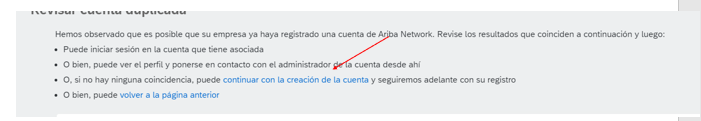 Revisar cuenta duplicada
Hemos observado que es posible que su empresa ya haya registrado una cuenta de Ariba Network. Revise los resultados que coinciden a continuación y luego:
• Puede iniciar sesión en la cuenta que tiene asociada
• O bien, puede ver el perfil y ponerse en contacto con el administrador de la cuenta desde ahí
• O, si no hay ninguna coincidencia, puede continuar con la creación de la cuenta y seguiremos adelante con su registro
• O bien, puede volver a la página anterior